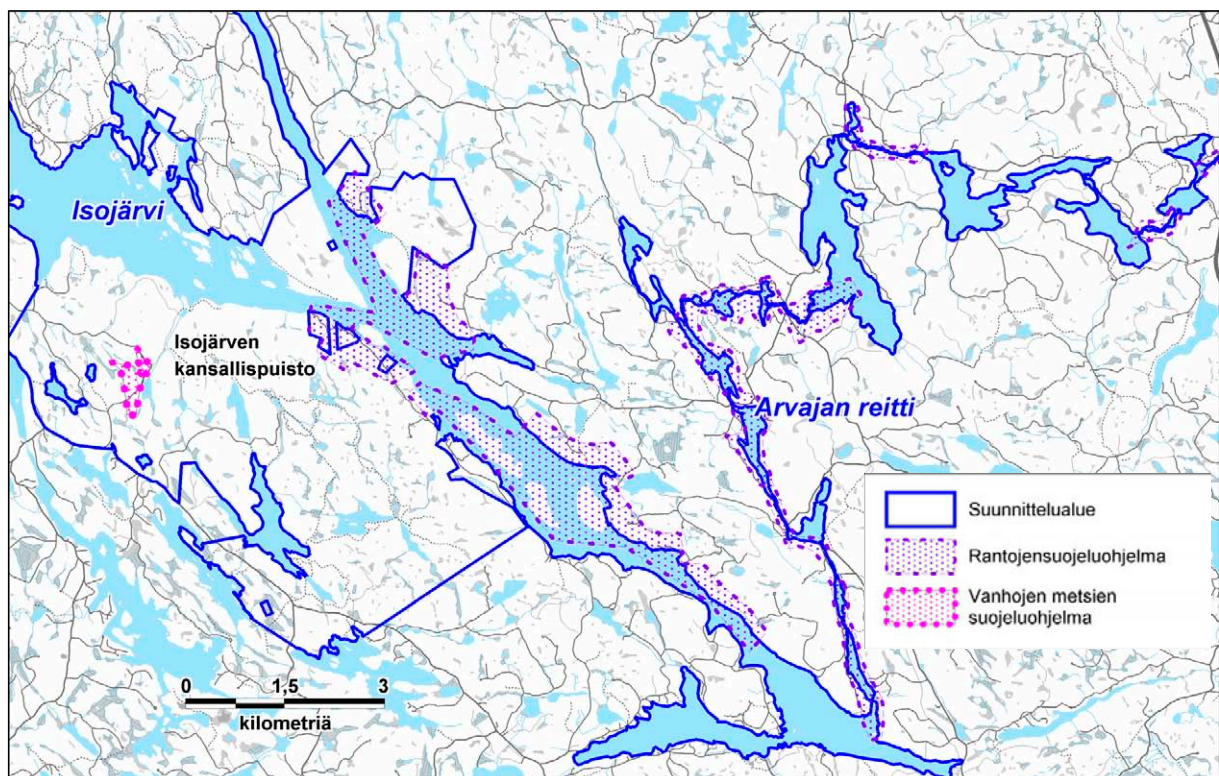 Isojärvi
Isojärven
kansallispuisto
Arvajan reitti
Suunnittelualue
Rantojensuojeluohjelma
Vanhojen metsien
suojeluohjelma
0 1,5 3
kilometriä